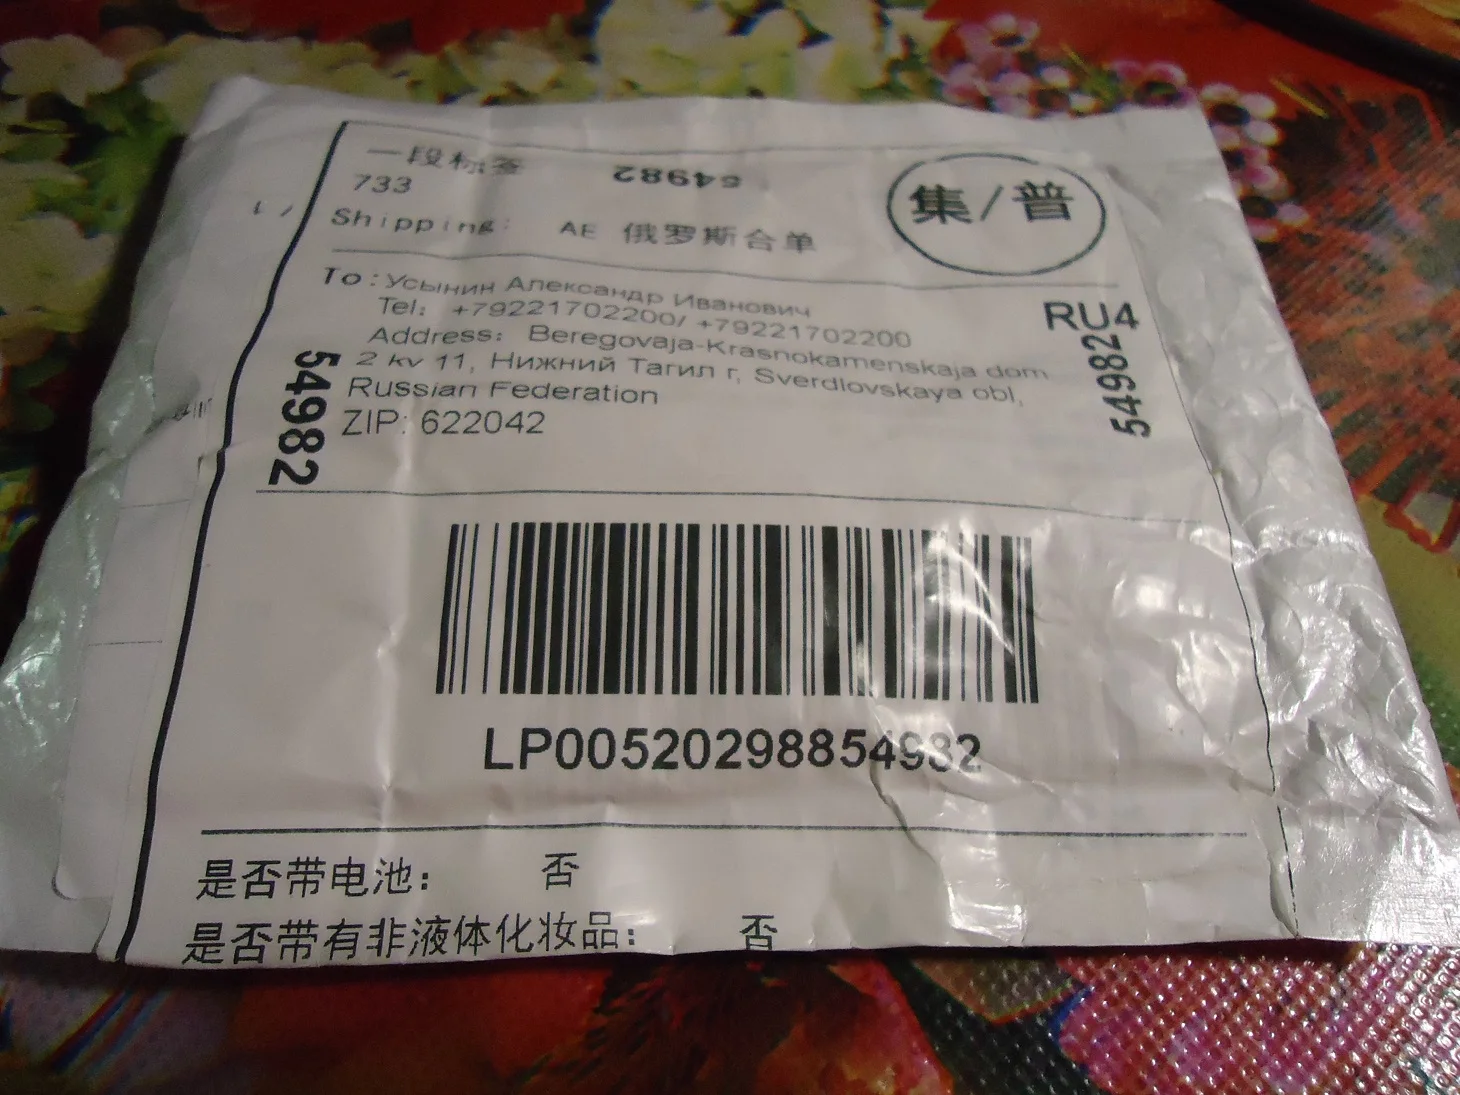 一段标签
54982
集/普
733
Shipping: AE 俄罗斯合单
To:Усынин Александр Иванович
Tel: +79221702200/ +79221702200
RU4
Address: Beregovaja-Krasnokamenskaja dom
2 kv 11, Нижний Тагил г, Sverdlovskaya obl,
Russian Federation
ZIP: 622042
54982
54982
LP00520298854982
是否带电池: 否
是否带有非液体化妆品: 否